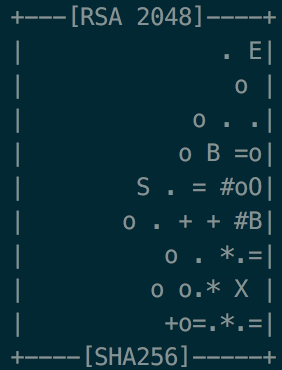 +---[RSA 2048]----+
|              . E|
|               o |
|            o . .|
|           o B =o|
|        S . = #oO|
|       o . + + #B|
|          o . *.=|
|         o o.* X |
|          +o=.*.=|
+----[SHA256]-----+